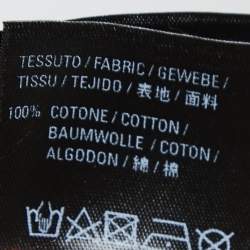 TESSUTO / FABRIC / GEWEBE /
TISSU / TEJIDO / 表地 / 面料
100% COTONE / COTTON /
BAUMWOLLE / COTON /
ALGODON / 綿 / 棉